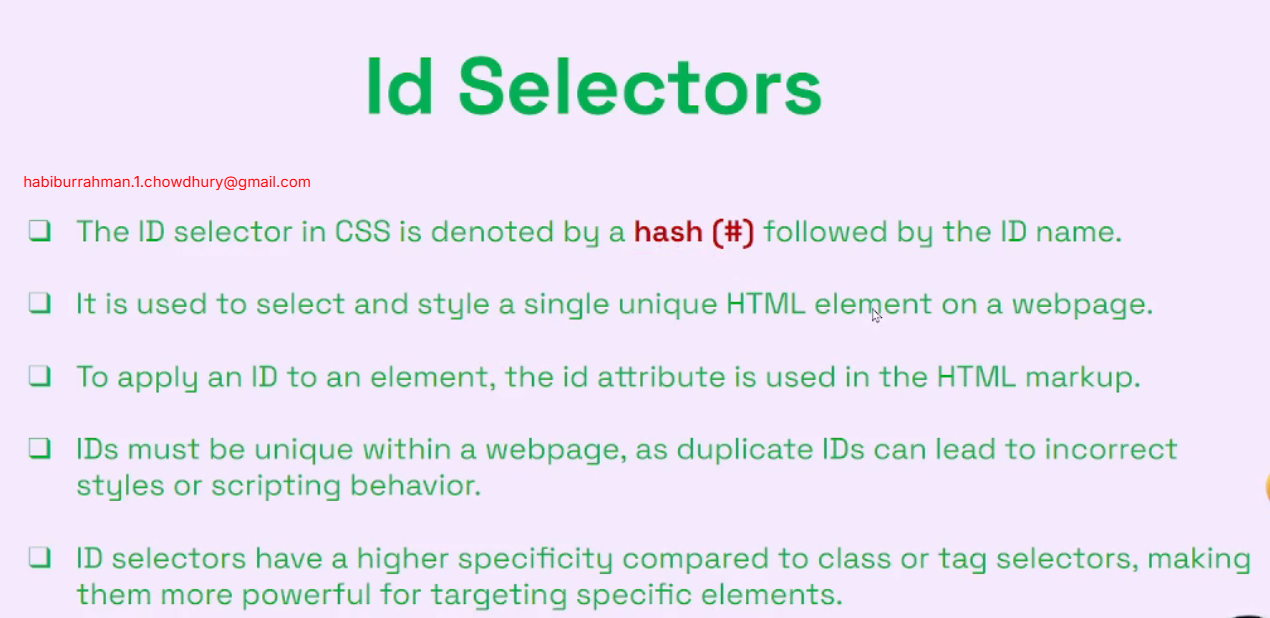 Id Selectors
habiburrahman.1.chowdhury@gmail.com
The ID selector in CSS is denoted by a hash (#) followed by the ID name.
It is used to select and style a single unique HTML element on a webpage.
To apply an ID to an element, the id attribute is used in the HTML markup.
IDs must be unique within a webpage, as duplicate IDs can lead to incorrect
styles or scripting behavior.
ID selectors have a higher specificity compared to class or tag selectors, making
them more powerful for targeting specific elements.